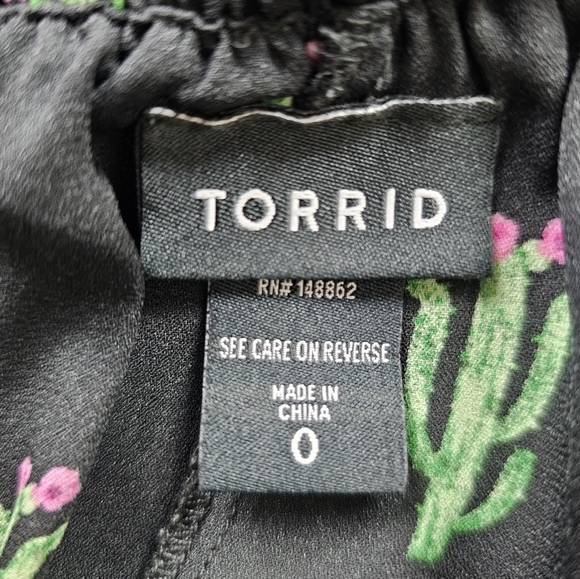 TORRID
RN# 148862
SEE CARE ON REVERSE
MADE IN
CHINA
0